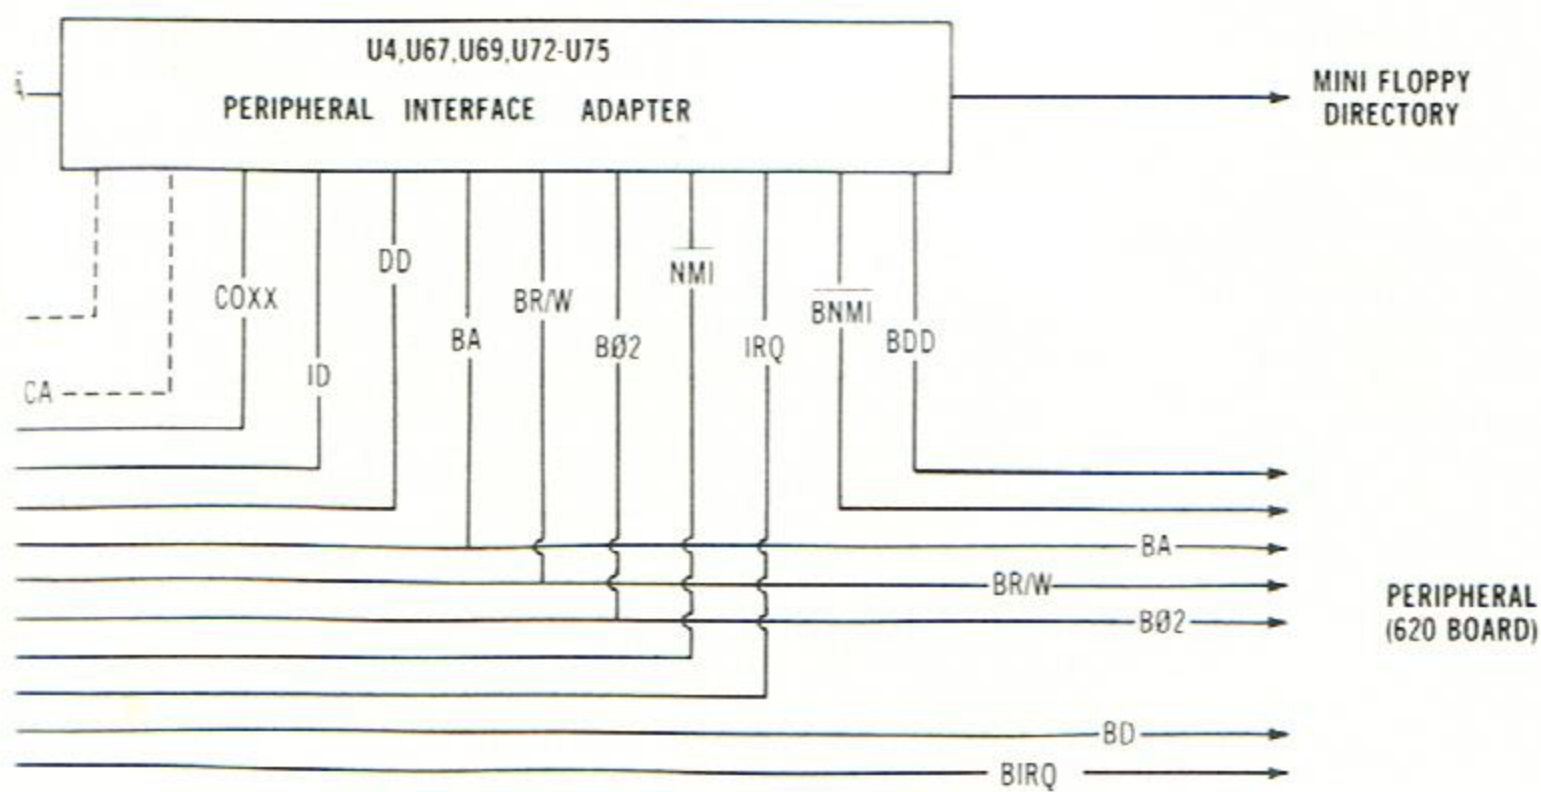 U4,U67,U69,U72-U75
PERIPHERAL INTERFACE ADAPTER
MINI FLOPPY
DIRECTORY
DD
NMI
COXX
BR/W
BNMI
BA
BØ2
IRQ
BDD
ID
CA
BA
BR/W
BØ2
PERIPHERAL
(620 BOARD)
BD
BIRQ